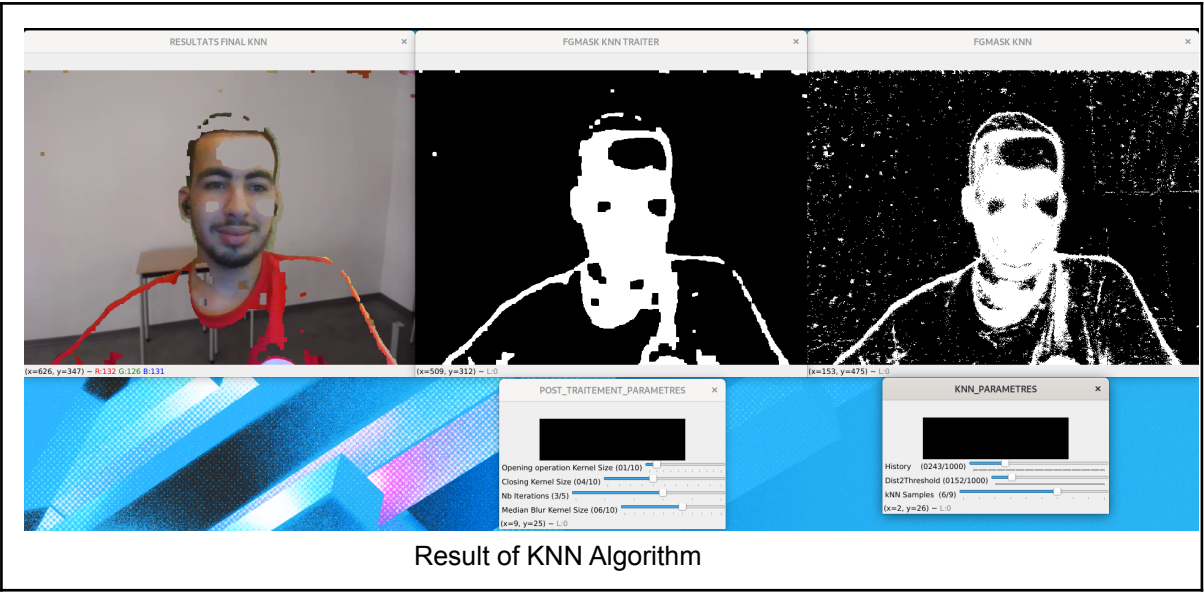 RESULTATS FINAL KNN ×
FGMASK KNN TRAITER ×
FGMASK KNN ×
(x=626, y=347) ~ R:132 G:126 B:131
(x=509, y=312) ~ L:0
(x=153, y=475) ~ L:0
POST_TRAITEMENT_PARAMETRES ×
Opening operation Kernel Size (01/10)
Closing Kernel Size (04/10)
Nb Iterations (3/5)
Median Blur Kernel Size (06/10)
(x=9, y=25) ~ L:0
KNN_PARAMETRES ×
History (0243/1000)
Dist2Threshold (0152/1000)
kNN Samples (6/9)
(x=2, y=26) ~ L:0
Result of KNN Algorithm